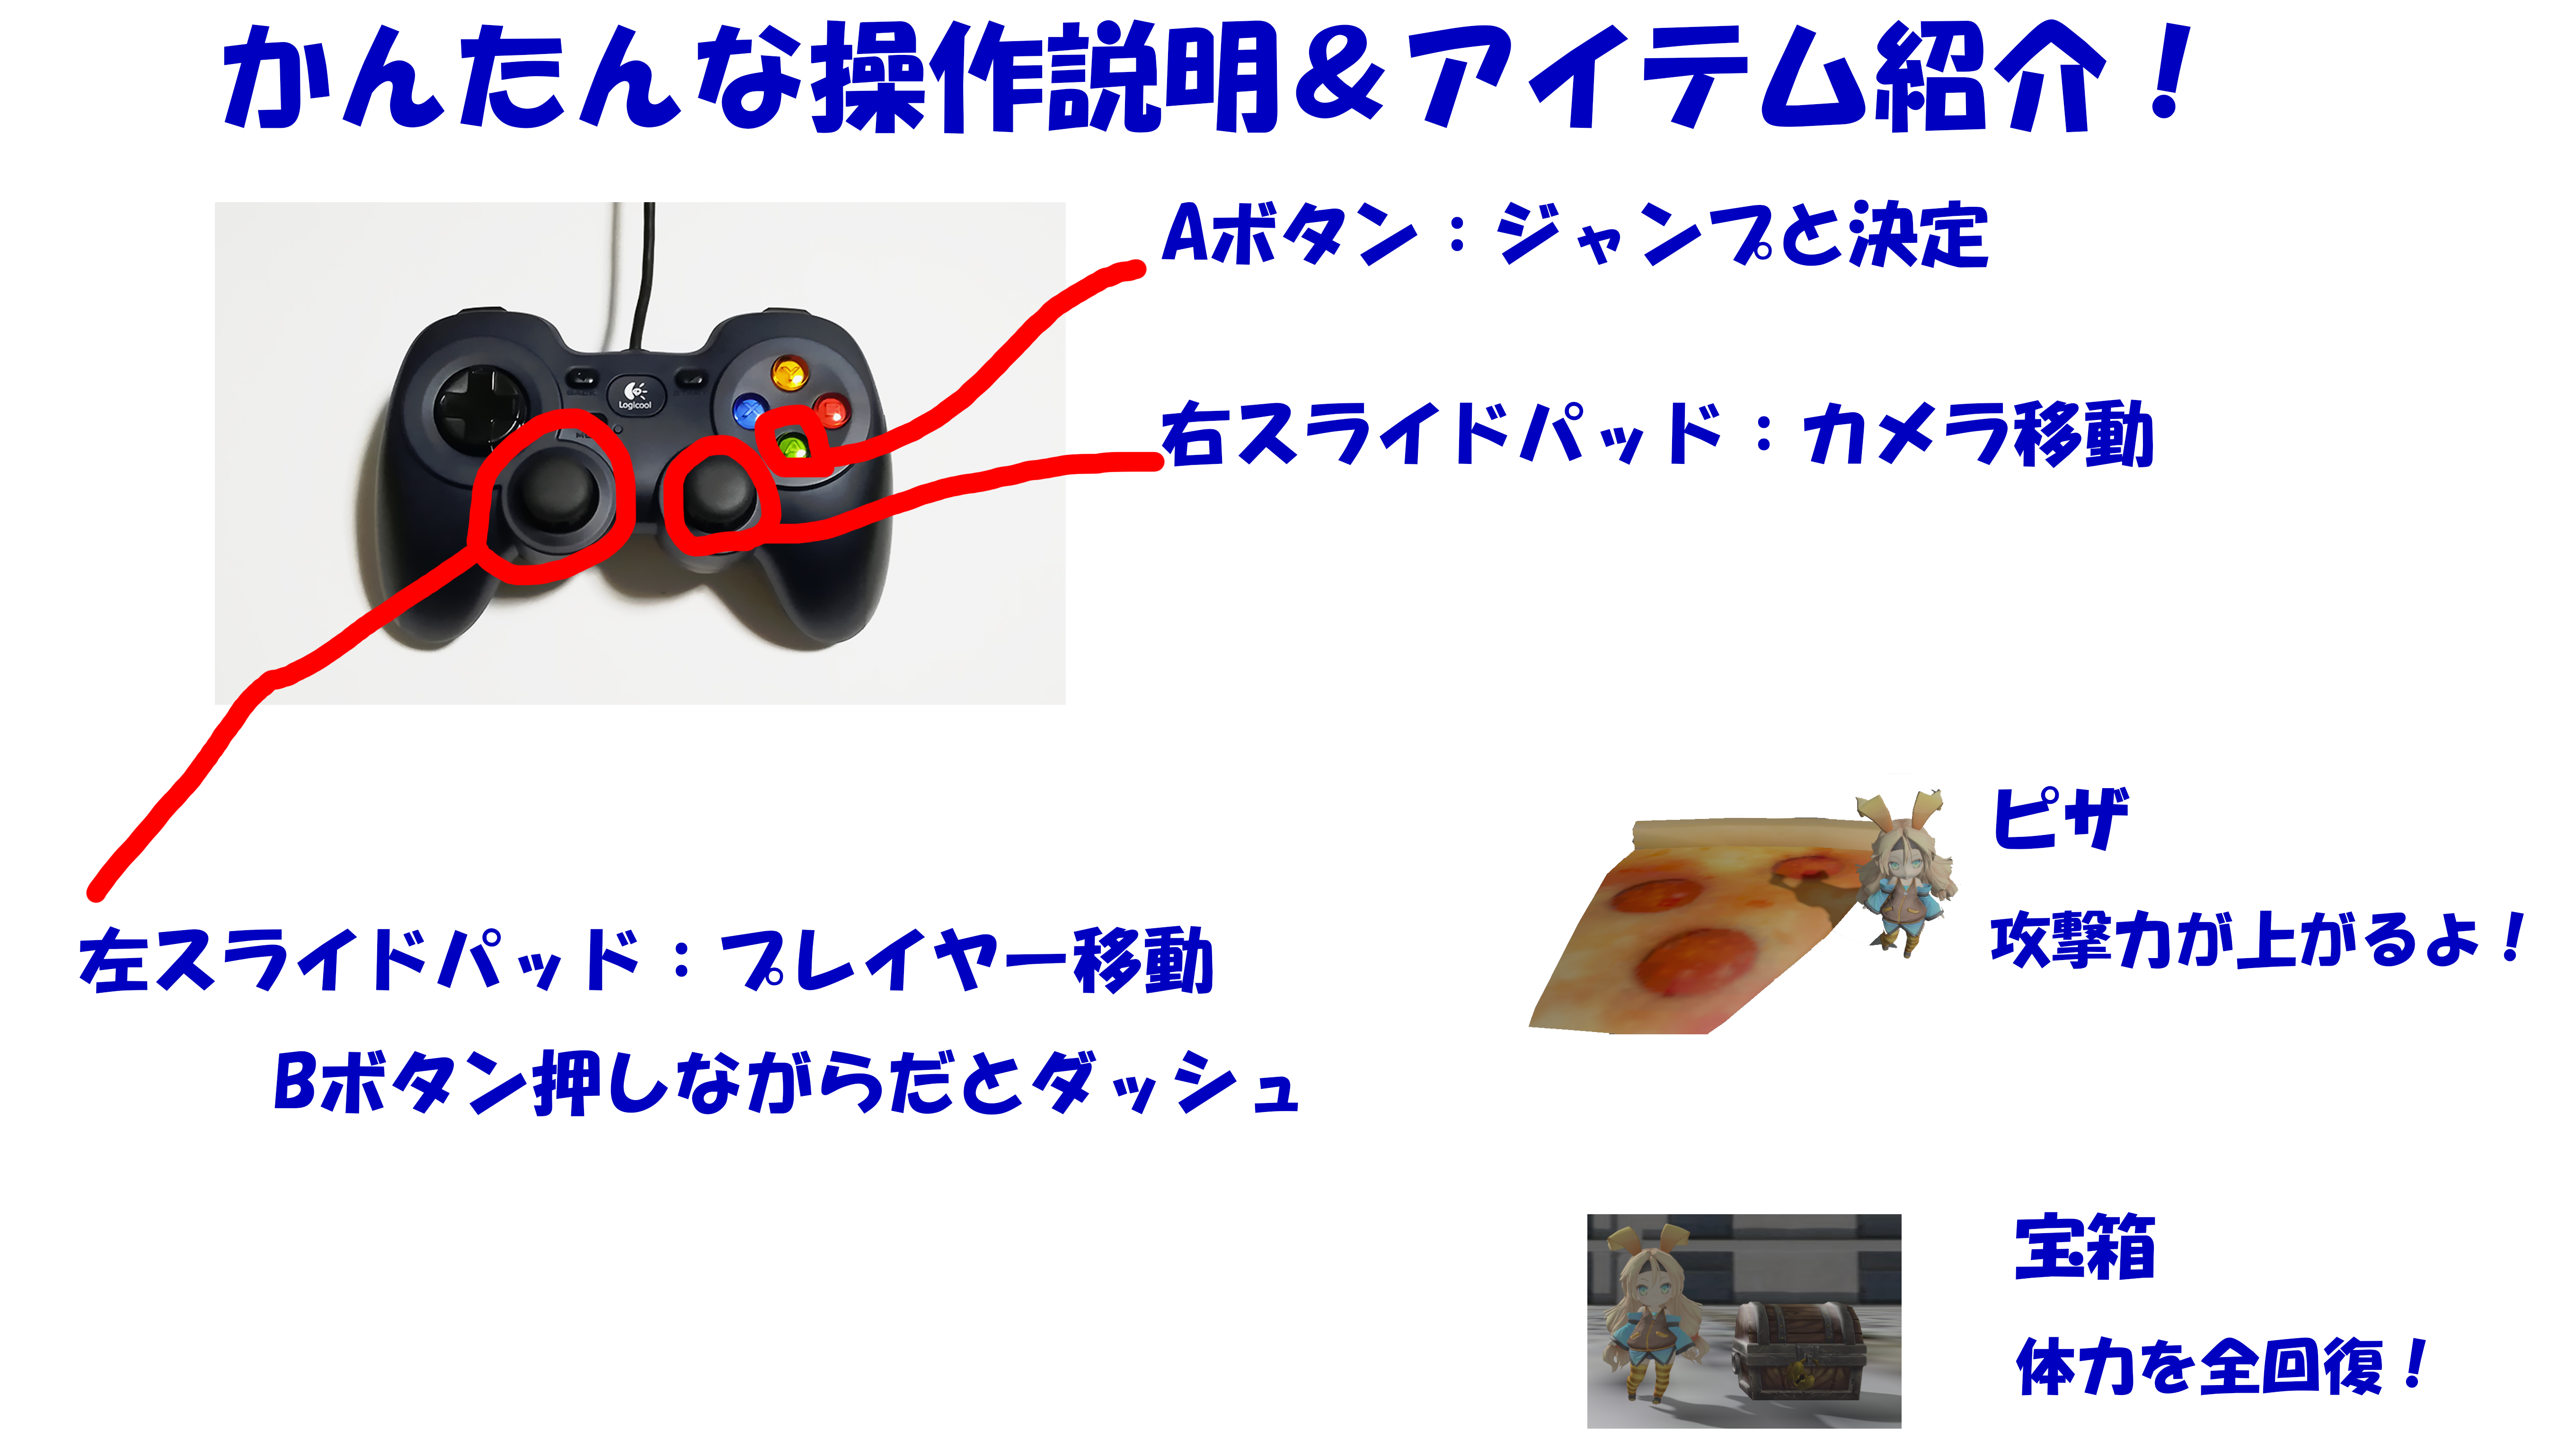 かんたんな操作説明&アイテム紹介！
Aボタン：ジャンプと決定
右スライドパッド：カメラ移動
Logicool
Y
X
B
A
左スライドパッド：プレイヤー移動
Bボタン押しながらだとダッシュ
ピザ
攻撃力が上がるよ！
宝箱
体力を全回復！